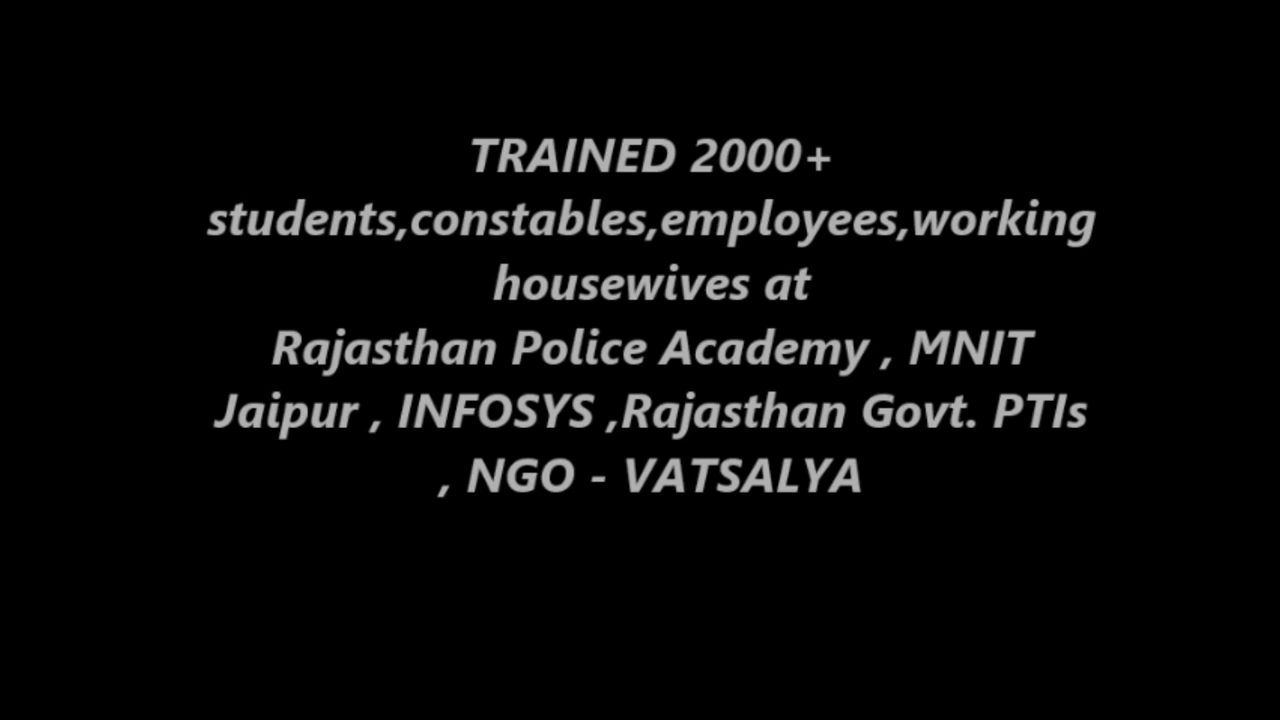 TRAINED 2000+
students,constables,employees,working
housewives at
Rajasthan Police Academy , MNIT
Jaipur , INFOSYS ,Rajasthan Govt. PTIs
, NGO - VATSALYA